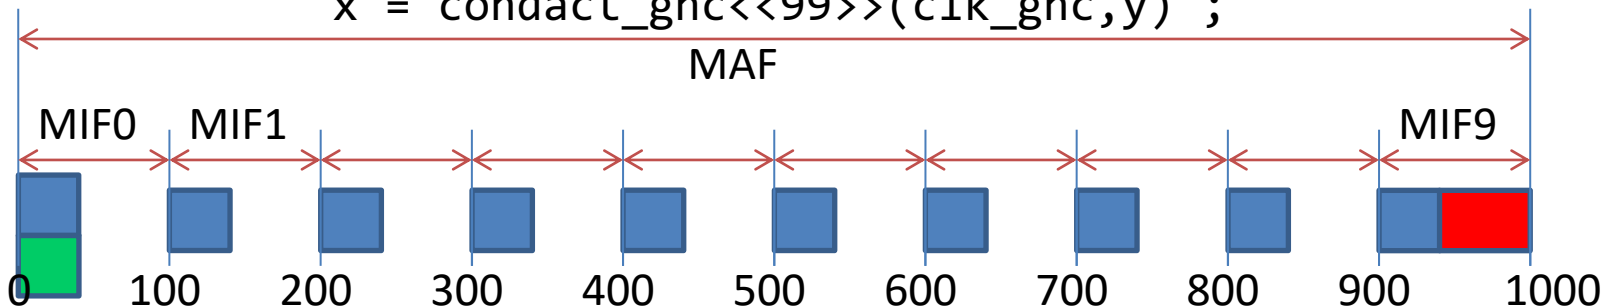 x = condact_gnc<<99>>(clk_gnc,y) ;
MAF
MIF0 MIF1 MIF9
0 100 200 300 400 500 600 700 800 900 1000